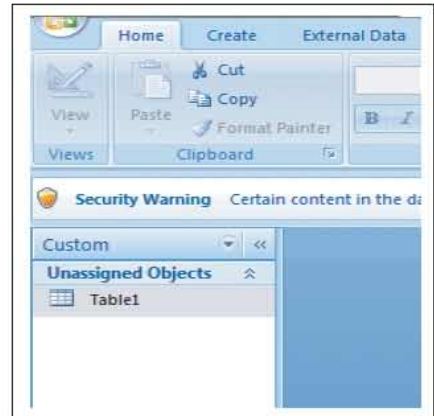 Home Create External Data
Cut
Copy
Format Painter
View Paste
B I
Views Clipboard
Security Warning Certain content in the da
Custom
Unassigned Objects
Table1